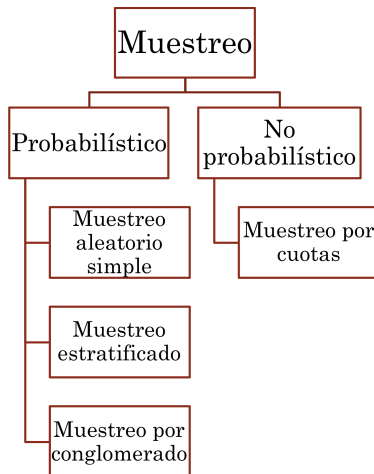 Muestreo
Probabilístico
No
probabilístico
Muestreo
aleatorio
simple
Muestreo por
cuotas
Muestreo
estratificado
Muestreo por
conglomerado